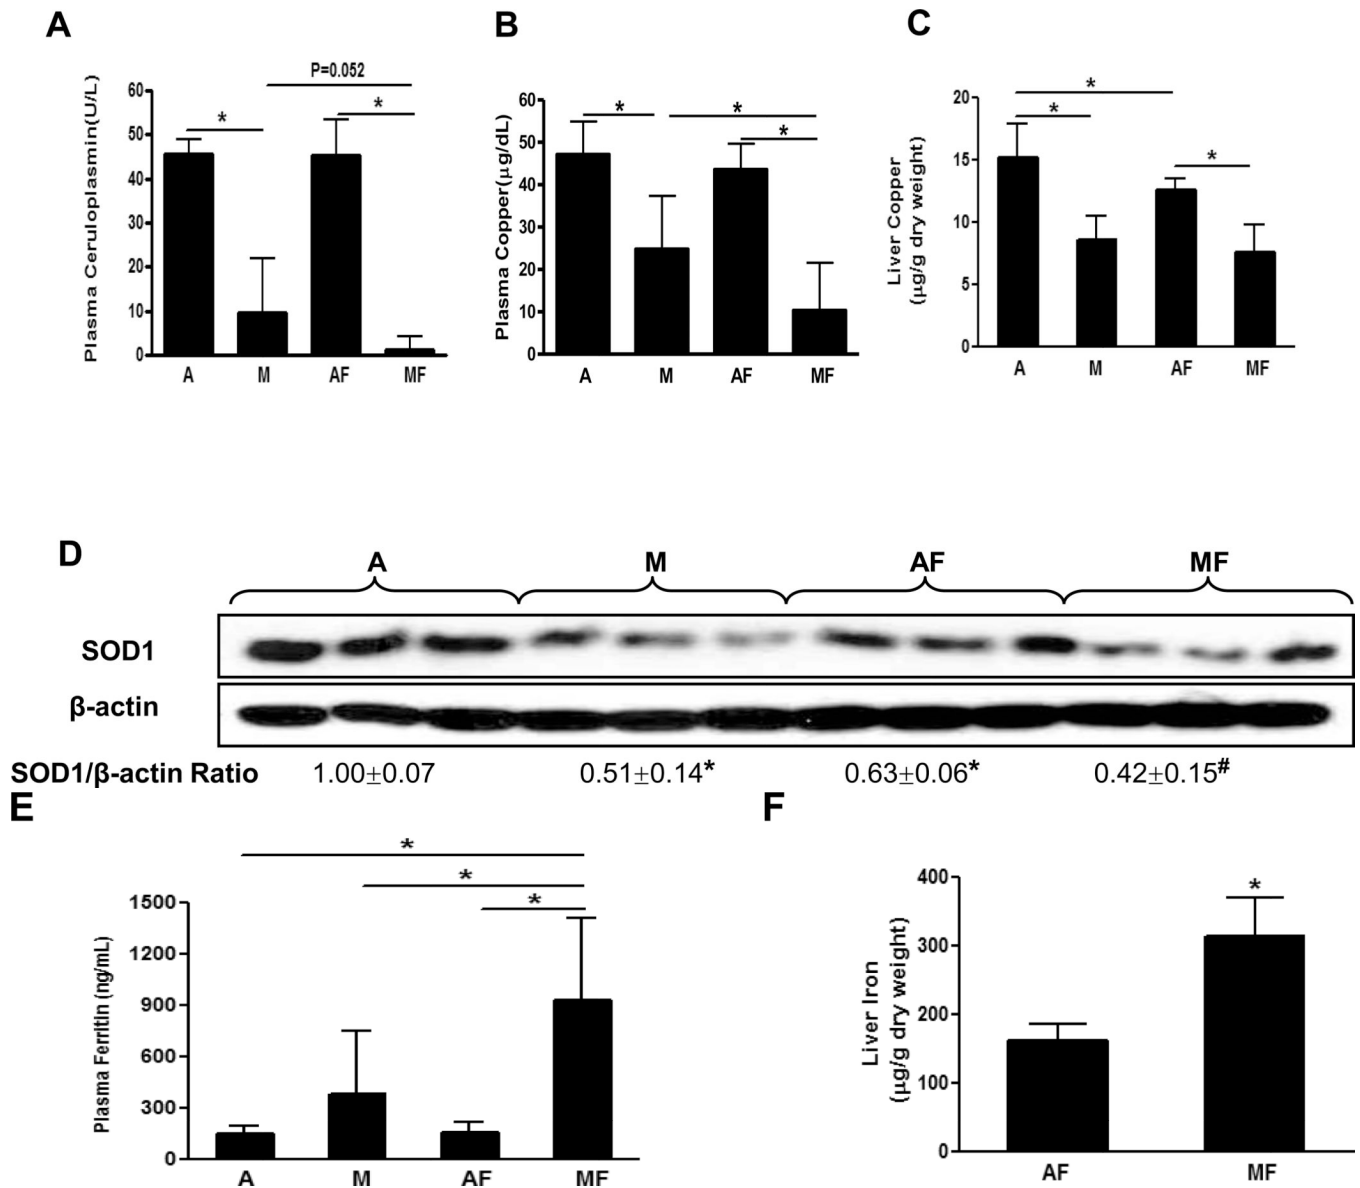 A
B
C
P=0.052
*
*
Plasma Ceruloplasmin(U/L)
60
50
40
30
20
10
0
A M AF MF
*
*
*
Plasma Copper(μg/dL)
60
50
40
30
20
10
0
A M AF MF
*
*
*
Liver Copper
(μg/g dry weight)
20
15
10
5
0
A M AF MF
D
A M AF MF
SOD1
β-actin
SOD1/β-actin Ratio 1.00±0.07 0.51±0.14* 0.63±0.06* 0.42±0.15#
E
F
*
*
*
Plasma Ferritin (ng/mL)
1500
1200
900
600
300
0
A M AF MF
*
Liver Iron
(μg/g dry weight)
400
300
200
100
0
AF MF